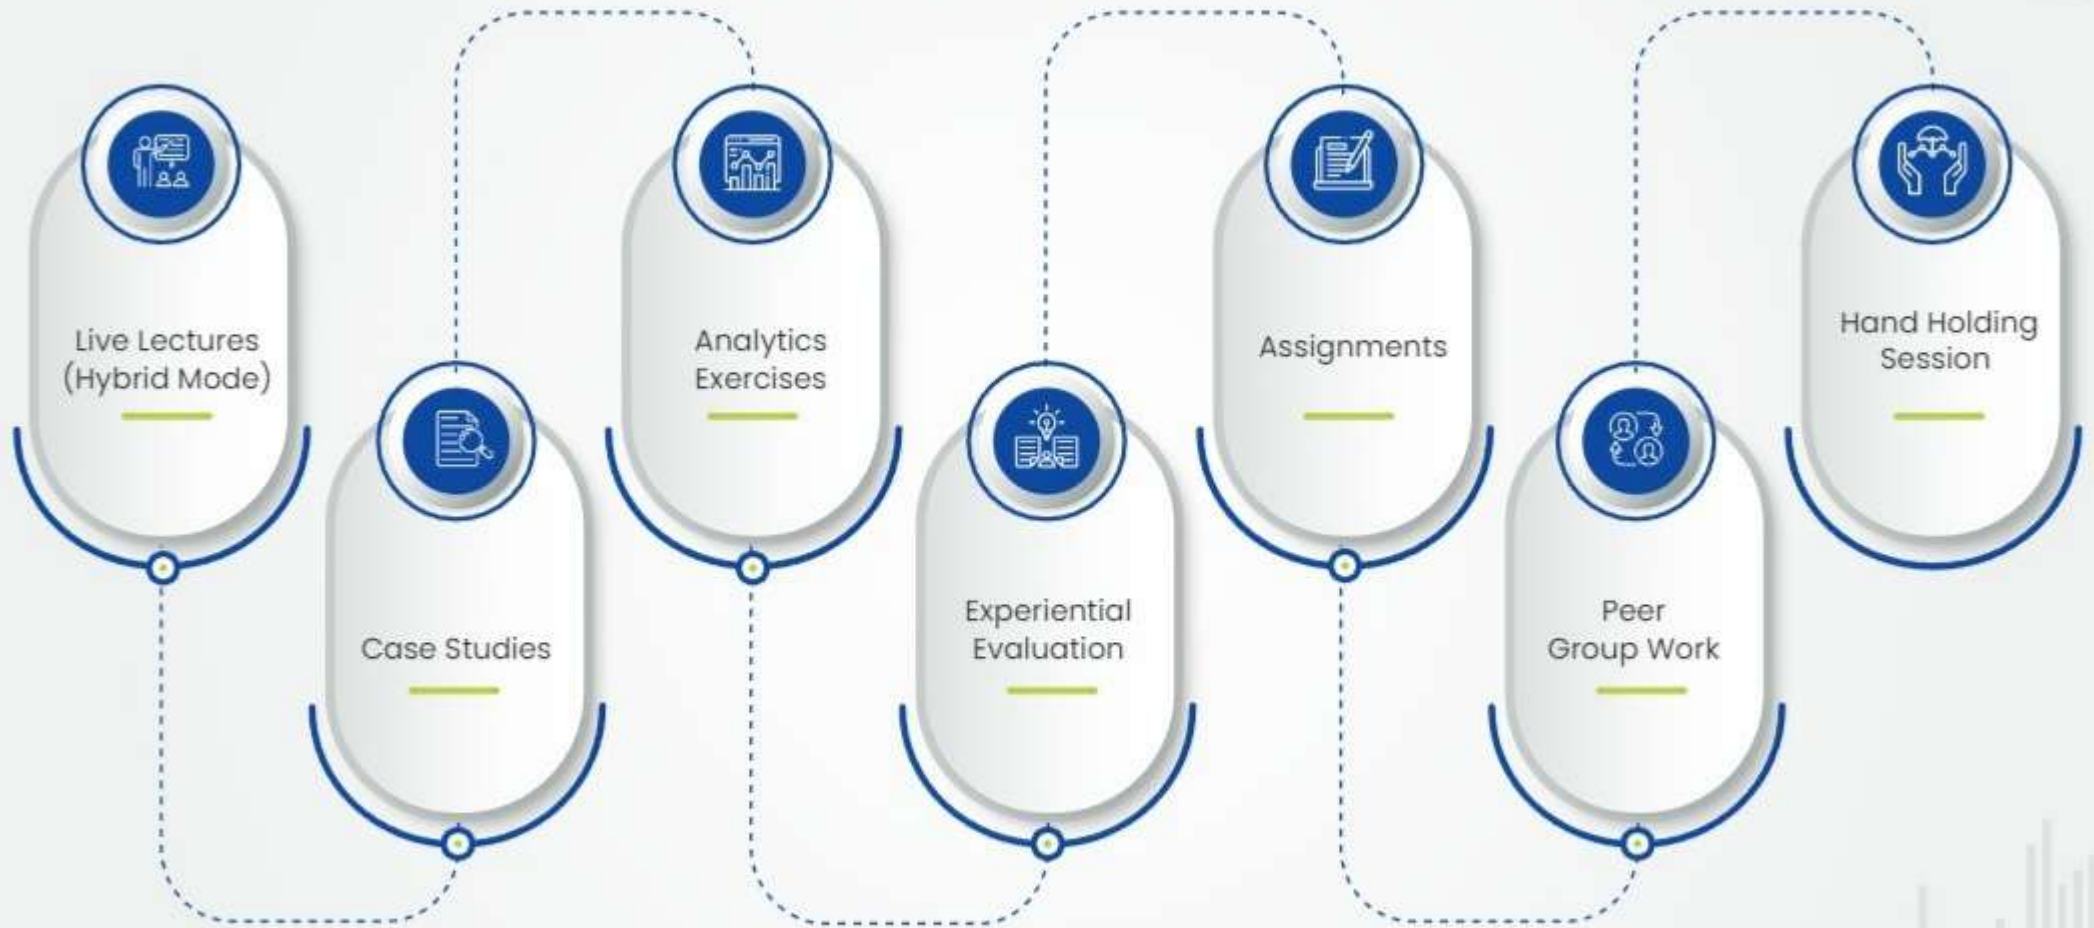 Live Lectures
(Hybrid Mode)
Case Studies
Analytics
Exercises
Experiential
Evaluation
Assignments
Peer
Group Work
Hand Holding
Session